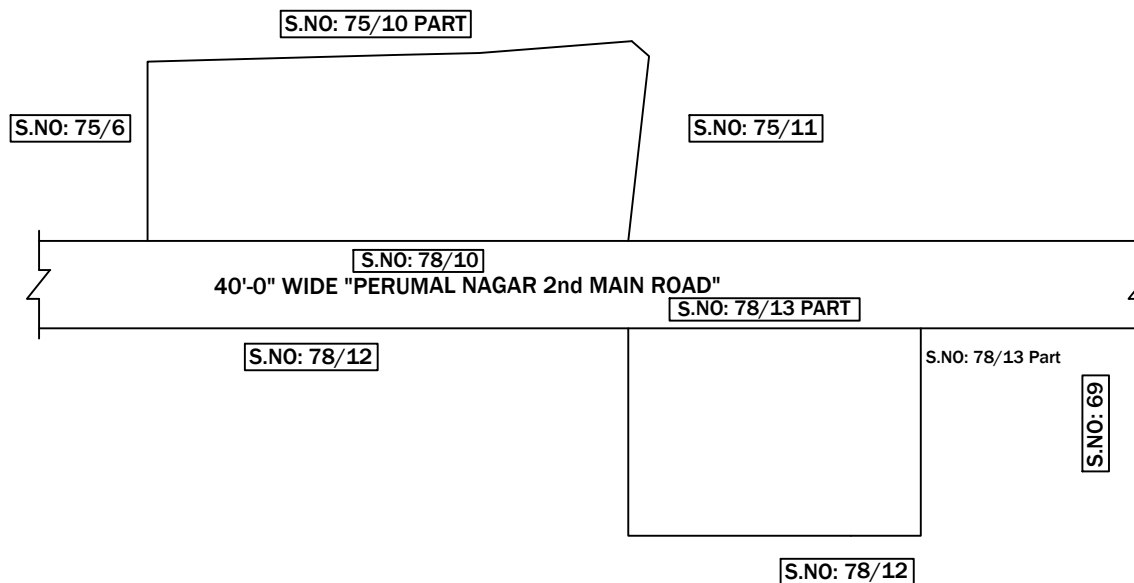 S.NO: 75/10 PART
S.NO: 75/6
S.NO: 75/11
S.NO: 78/10
40'-0" WIDE "PERUMAL NAGAR 2nd MAIN ROAD"
S.NO: 78/13 PART
S.NO: 78/12
S.NO: 78/13 Part
S.NO: 69
S.NO: 78/12